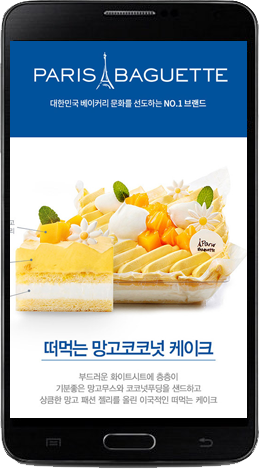 PARIS BAGUETTE
대한민국 베이커리 문화를 선도하는 NO.1 브랜드
Paris
Baguette
떠먹는 망고코코넛 케이크
부드러운 화이트시트에 층층이
기분좋은 망고무스와 코코넛푸딩을 샌드하고
상큼한 망고 패션 젤리를 올린 이국적인 떠먹는 케이크